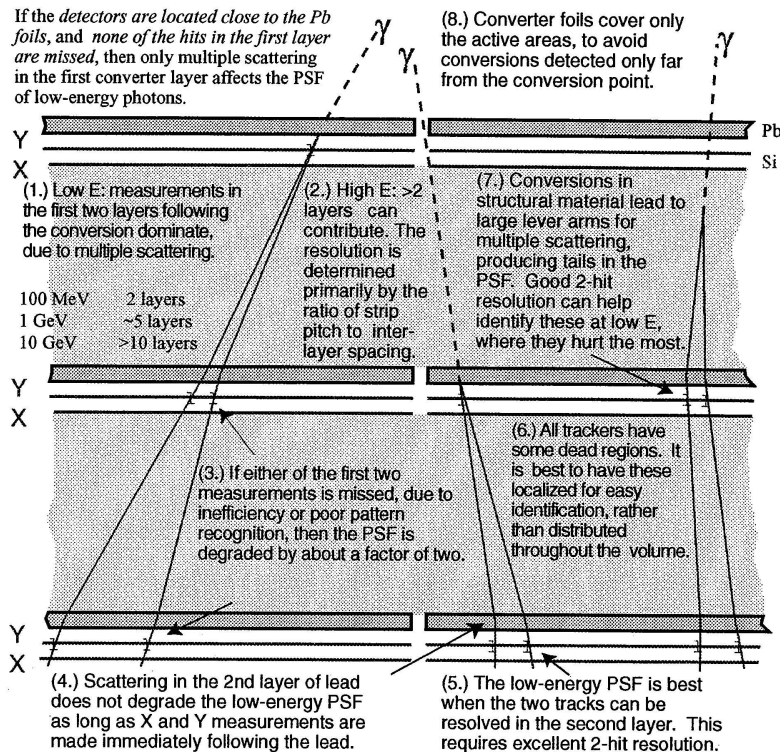 If the detectors are located close to the Pb
foils, and none of the hits in the first layer
are missed, then only multiple scattering
in the first converter layer affects the PSF
of low-energy photons.
γ
γ
(8.) Converter foils cover only
the active areas, to avoid
conversions detected only far
from the conversion point.
γ
Y
X
Pb
Si
(1.) Low E: measurements in
the first two layers following
the conversion dominate,
due to multiple scattering.
100 MeV 2 layers
1 GeV ~5 layers
10 GeV >10 layers
(2.) High E: >2
layers can
contribute. The
resolution is
determined
primarily by the
ratio of strip
pitch to inter-
layer spacing.
(7.) Conversions in
structural material lead to
large lever arms for
multiple scattering,
producing tails in the
PSF. Good 2-hit
resolution can help
identify these at low E,
where they hurt the most.
Y
X
(3.) If either of the first two
measurements is missed, due to
inefficiency or poor pattern
recognition, then the PSF is
degraded by about a factor of two.
(6.) All trackers have
some dead regions. It
is best to have these
localized for easy
identification, rather
than distributed
throughout the volume.
Y
X
(4.) Scattering in the 2nd layer of lead
does not degrade the low-energy PSF
as long as X and Y measurements are
made immediately following the lead.
(5.) The low-energy PSF is best
when the two tracks can be
resolved in the second layer. This
requires excellent 2-hit resolution.